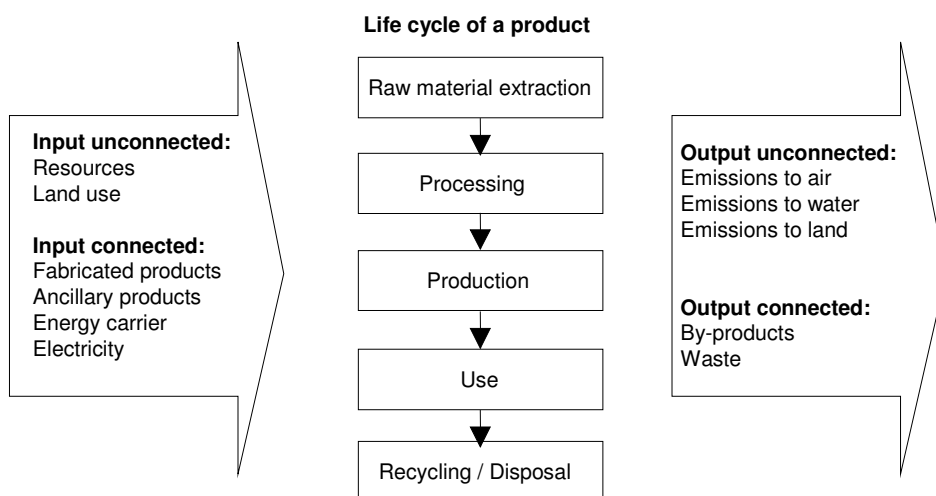 Life cycle of a product
Input unconnected:
Resources
Land use
Input connected:
Fabricated products
Ancillary products
Energy carrier
Electricity
Raw material extraction
Processing
Production
Use
Recycling / Disposal
Output unconnected:
Emissions to air
Emissions to water
Emissions to land
Output connected:
By-products
Waste